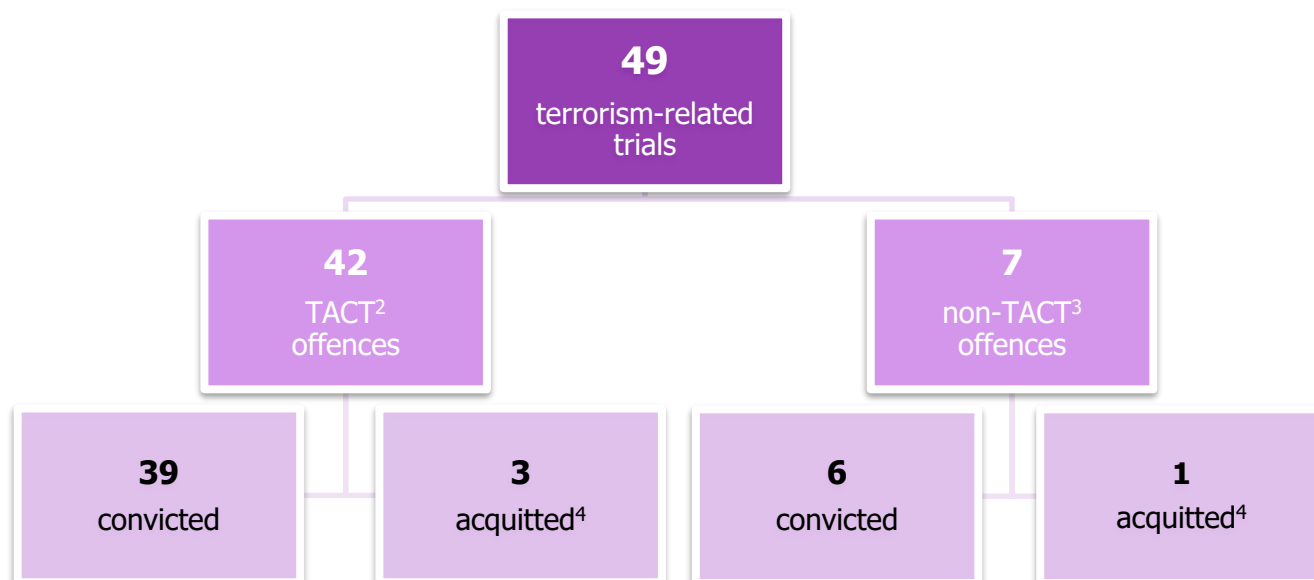 49
terrorism-related
trials
42
TACT2
offences
7
non-TACT3
offences
39
convicted
3
acquitted4
6
convicted
1
acquitted4